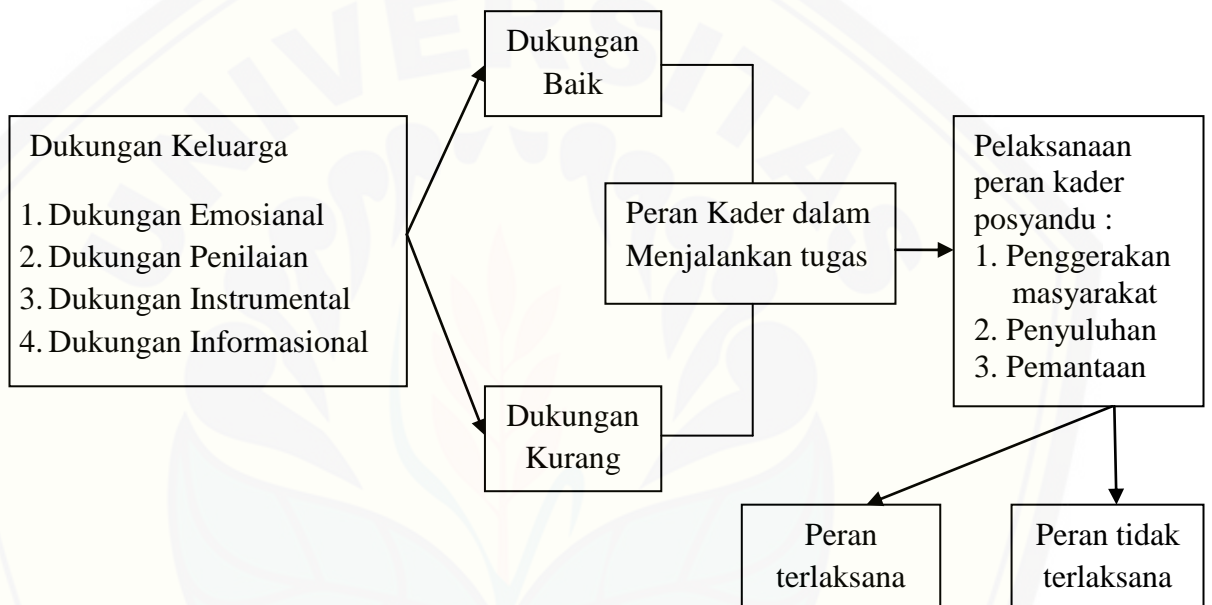 UNIVERSITAS
Dukungan
Baik
Dukungan Keluarga
1. Dukungan Emosianal
2. Dukungan Penilaian
3. Dukungan Instrumental
4. Dukungan Informasional
Peran Kader dalam
Menjalankan tugas
Pelaksanaan
peran kader
posyandu :
1. Penggerakan
masyarakat
2. Penyuluhan
3. Pemantaan
Dukungan
Kurang
Peran
terlaksana
Peran tidak
terlaksana